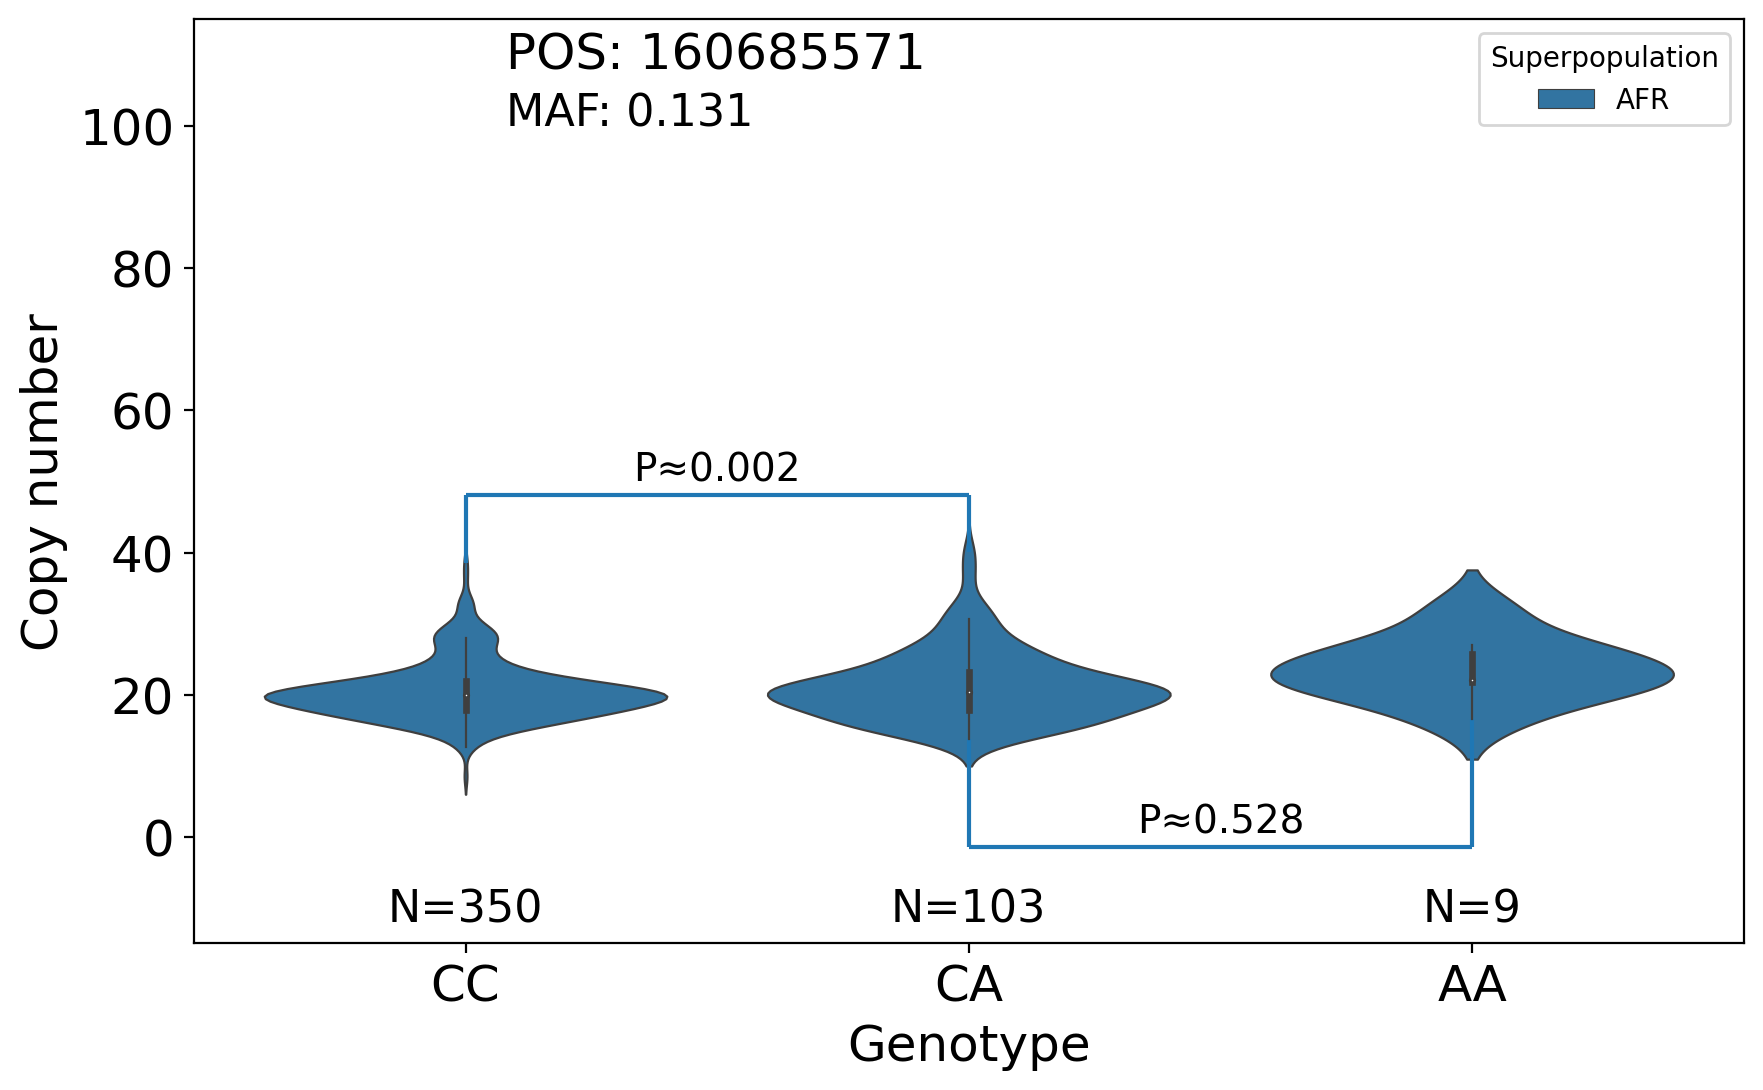 POS: 160685571
MAF: 0.131
Superpopulation
AFR
Copy number
100
80
60
40
20
0
P≈0.002
P≈0.528
N=350
N=103
N=9
CC
CA
AA
Genotype